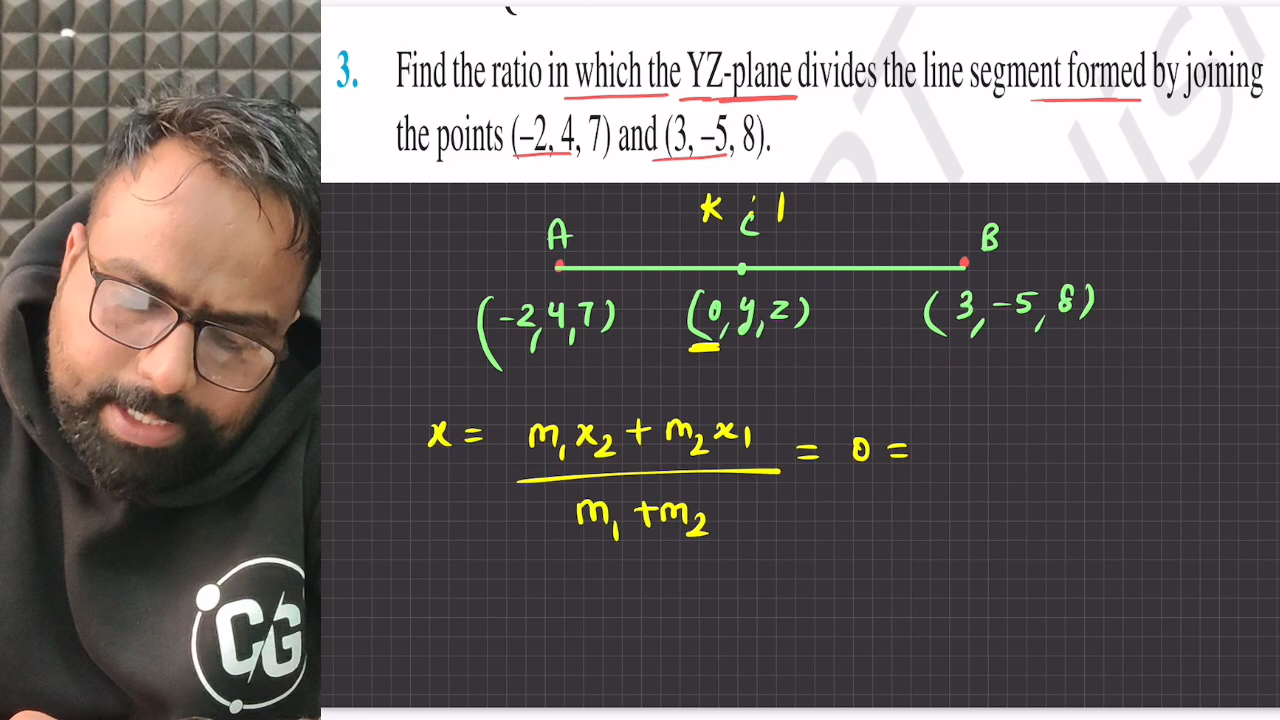 3. Find the ratio in which the YZ-plane divides the line segment formed by joining
the points (–2, 4, 7) and (3, –5, 8).
K : 1
A C B
(-2,4,7) (0,y,z) (3,-5,8)
x = m₁x₂ + m₂x₁ / m₁ + m₂ = 0 =
CG